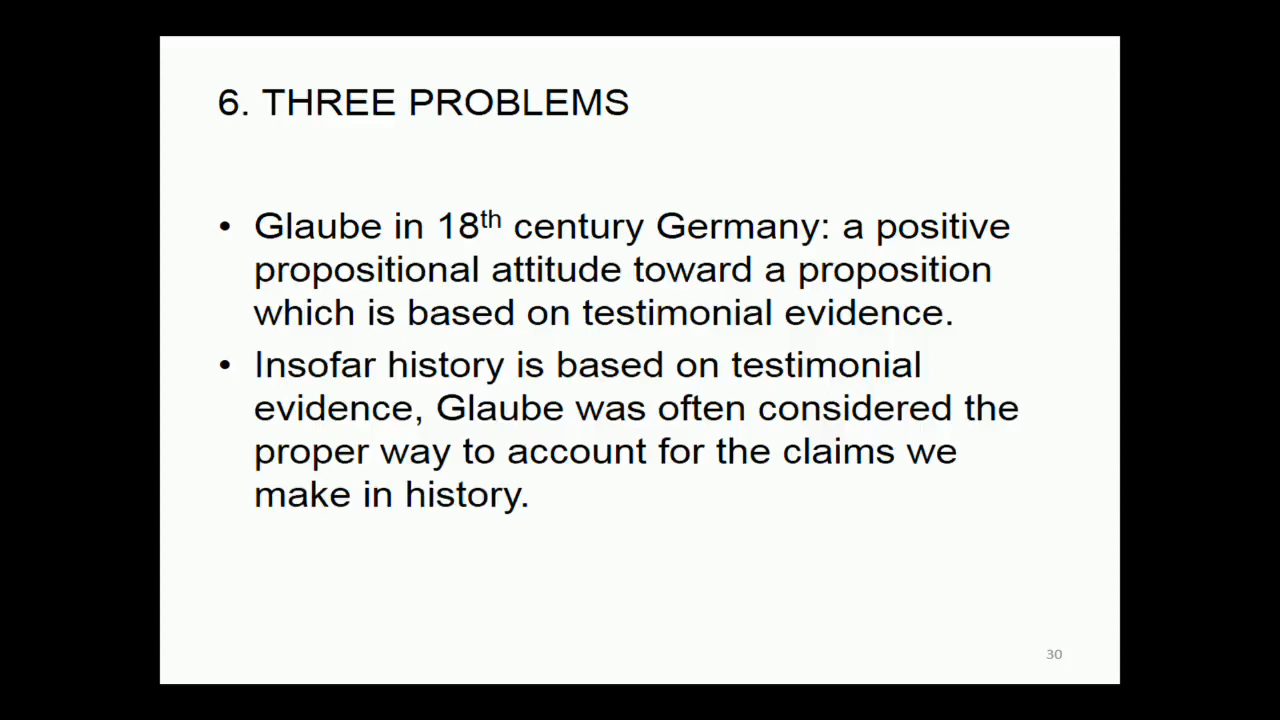 6. THREE PROBLEMS
• Glaube in 18th century Germany: a positive
propositional attitude toward a proposition
which is based on testimonial evidence.
• Insofar history is based on testimonial
evidence, Glaube was often considered the
proper way to account for the claims we
make in history.
30